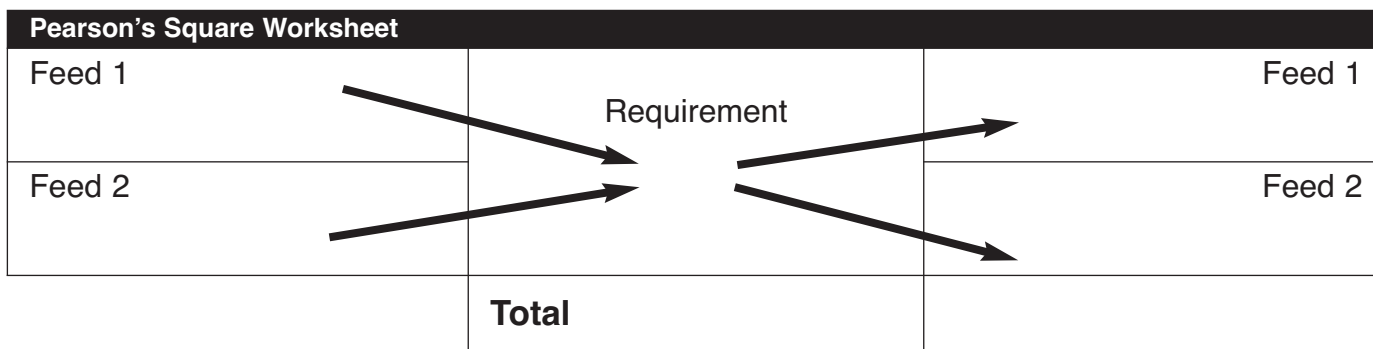 Pearson’s Square Worksheet
Feed 1
Requirement
Feed 1
Feed 2
Feed 2
Total